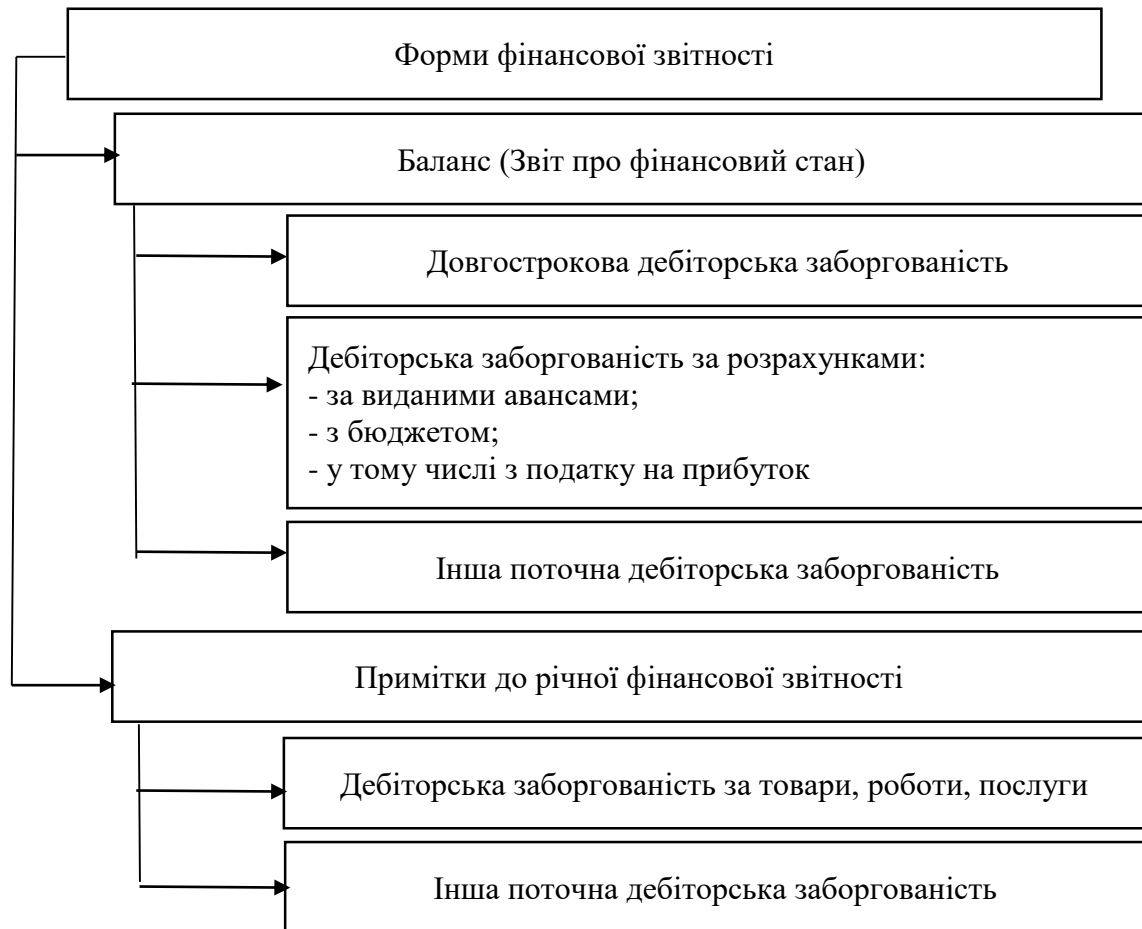 Форми фінансової звітності
Баланс (Звіт про фінансовий стан)
Довгострокова дебіторська заборгованість
Дебіторська заборгованість за розрахунками:
- за виданими авансами;
- з бюджетом;
- у тому числі з податку на прибуток
Інша поточна дебіторська заборгованість
Примітки до річної фінансової звітності
Дебіторська заборгованість за товари, роботи, послуги
Інша поточна дебіторська заборгованість